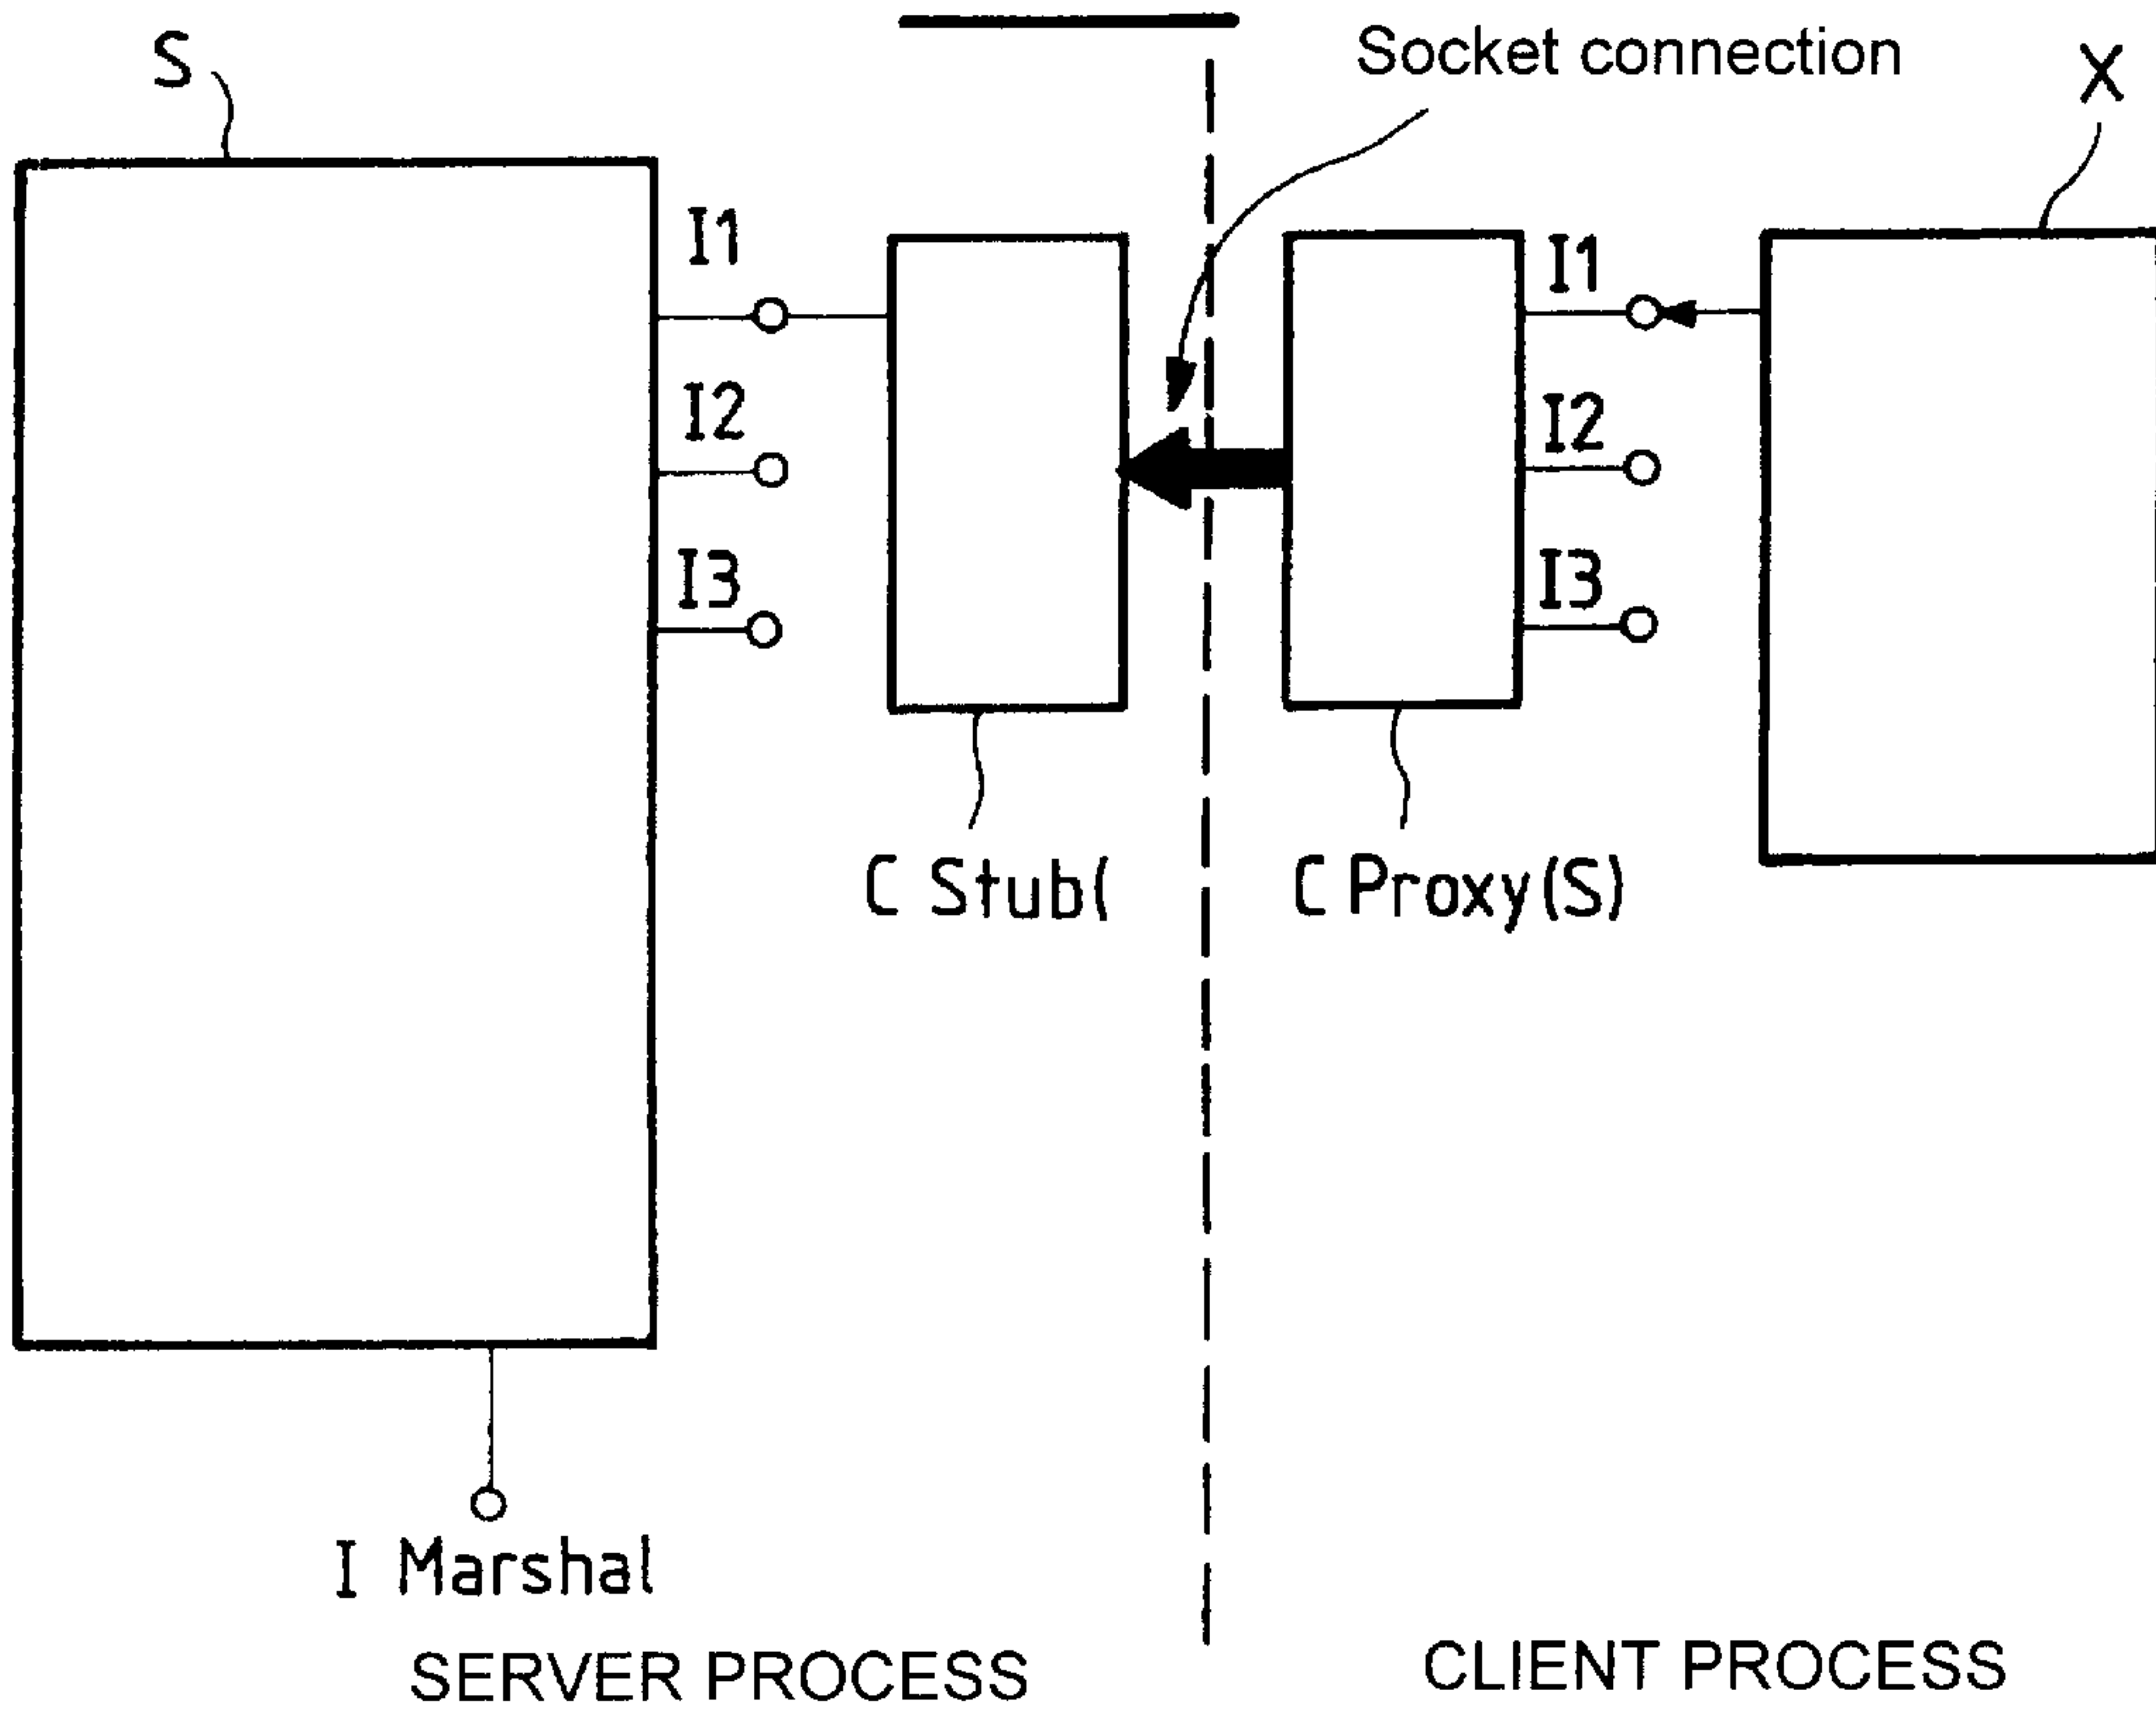 S
Socket connection
X
I1
I1
I2
I2
I3
I3
C Stub(
C Proxy(S)
I Marshal
SERVER PROCESS
CLIENT PROCESS